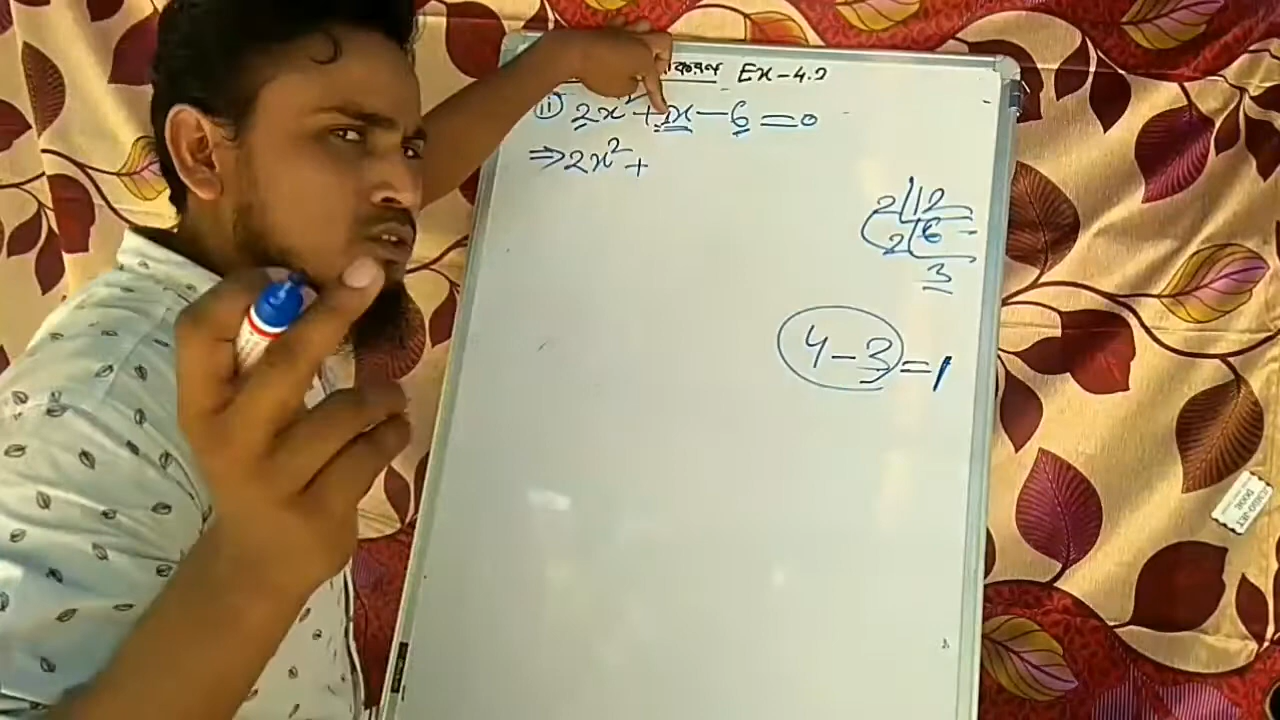 Ex - 4.2
ii) 2x² + x - 6 = 0
⇒ 2x² +
2 | 12
2 | 6
3
4 - 3 = 1